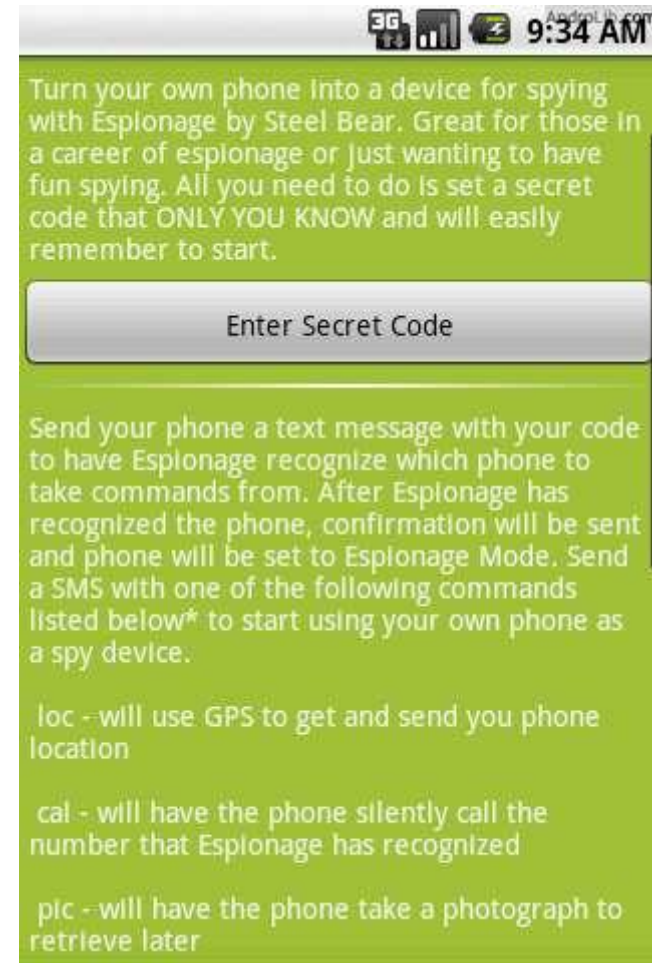 AndroLib.com
3G 9:34 AM
Turn your own phone into a device for spying
with Espionage by Steel Bear. Great for those in
a career of espionage or just wanting to have
fun spying. All you need to do is set a secret
code that ONLY YOU KNOW and will easily
remember to start.
Enter Secret Code
Send your phone a text message with your code
to have Espionage recognize which phone to
take commands from. After Espionage has
recognized the phone, confirmation will be sent
and phone will be set to Espionage Mode. Send
a SMS with one of the following commands
listed below* to start using your own phone as
a spy device.
loc - will use GPS to get and send you phone
location
cal - will have the phone silently call the
number that Espionage has recognized
pic - will have the phone take a photograph to
retrieve later